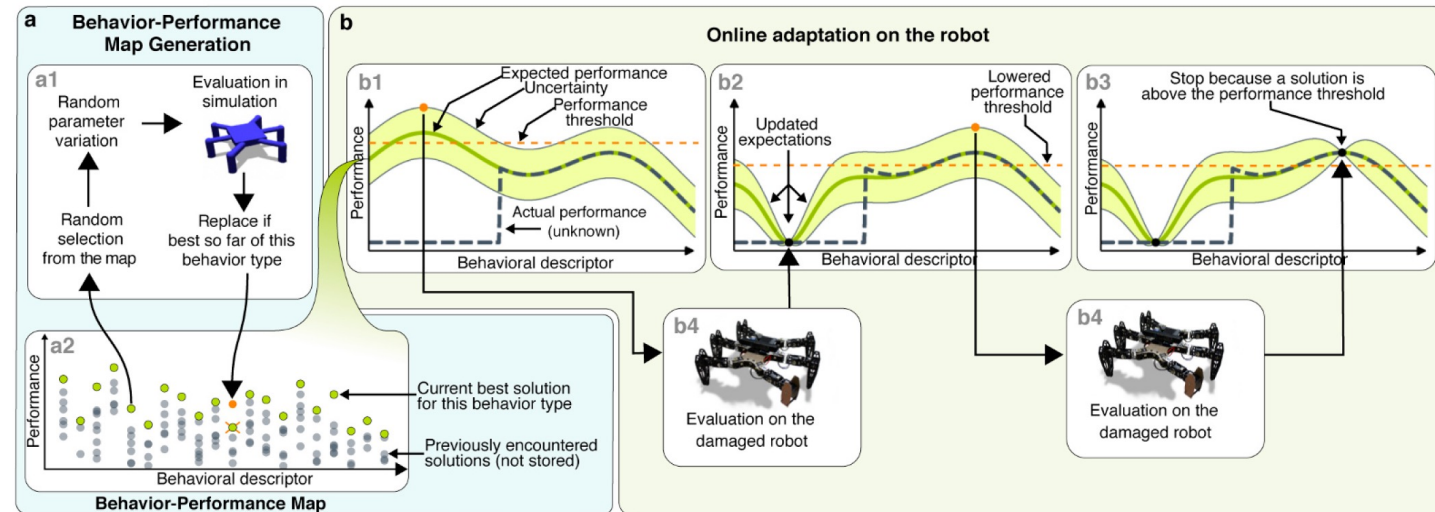 a
Behavior-Performance
Map Generation
a1
Random
parameter
variation
Evaluation in
simulation
Random
selection
from the map
Replace if
best so far of this
behavior type
a2
Performance
Current best solution
for this behavior type
Previously encountered
solutions (not stored)
Behavioral descriptor
Behavior-Performance Map
b
Online adaptation on the robot
b1
Expected performance
Uncertainty
Performance
threshold
Performance
Actual performance
(unknown)
Behavioral descriptor
b2
Lowered
performance
threshold
Updated
expectations
Performance
Behavioral descriptor
b3
Stop because a solution is
above the performance threshold
Performance
Behavioral descriptor
b4
Evaluation on the
damaged robot
b4
Evaluation on the
damaged robot